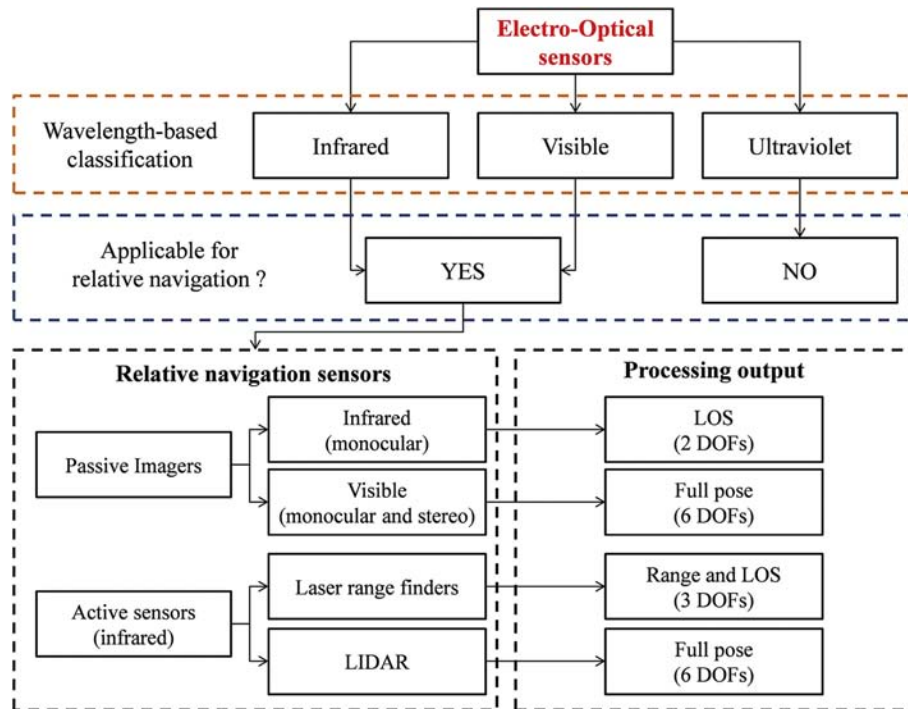 Electro-Optical
sensors
Wavelength-based
classification
Infrared
Visible
Ultraviolet
Applicable for
relative navigation ?
YES
NO
Relative navigation sensors
Processing output
Passive Imagers
Infrared
(monocular)
LOS
(2 DOFs)
Visible
(monocular and stereo)
Full pose
(6 DOFs)
Active sensors
(infrared)
Laser range finders
Range and LOS
(3 DOFs)
LIDAR
Full pose
(6 DOFs)